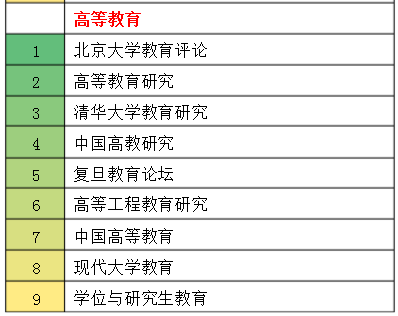 高等教育
1 北京大学教育评论
2 高等教育研究
3 清华大学教育研究
4 中国高教研究
5 复旦教育论坛
6 高等工程教育研究
7 中国高等教育
8 现代大学教育
9 学位与研究生教育